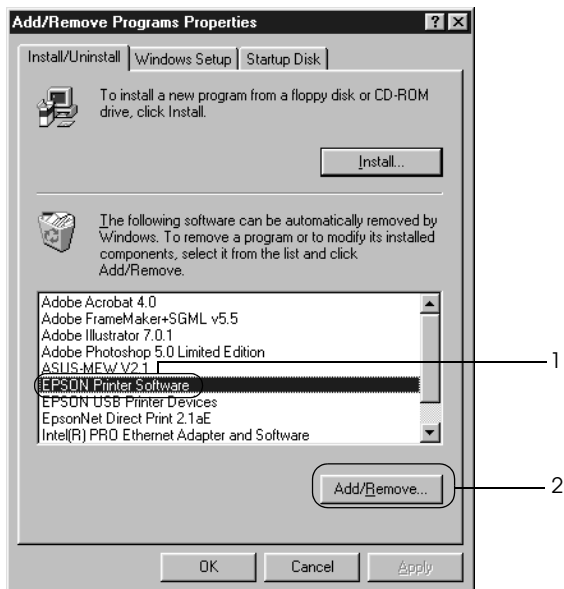 Add/Remove Programs Properties
Install/Uninstall
Windows Setup
Startup Disk
To install a new program from a floppy disk or CD-ROM
drive, click Install.
Install...
The following software can be automatically removed by
Windows. To remove a program or to modify its installed
components, select it from the list and click
Add/Remove.
Adobe Acrobat 4.0
Adobe FrameMaker+SGML v5.5
Adobe Illustrator 7.0.1
Adobe Photoshop 5.0 Limited Edition
ASUS-MEW V2.1
1
EPSON Printer Software
EPSON USB Printer Devices
EpsonNet Direct Print 2.1aE
Intel(R) PRO Ethernet Adapter and Software
Add/Remove...
2
OK
Cancel
Apply